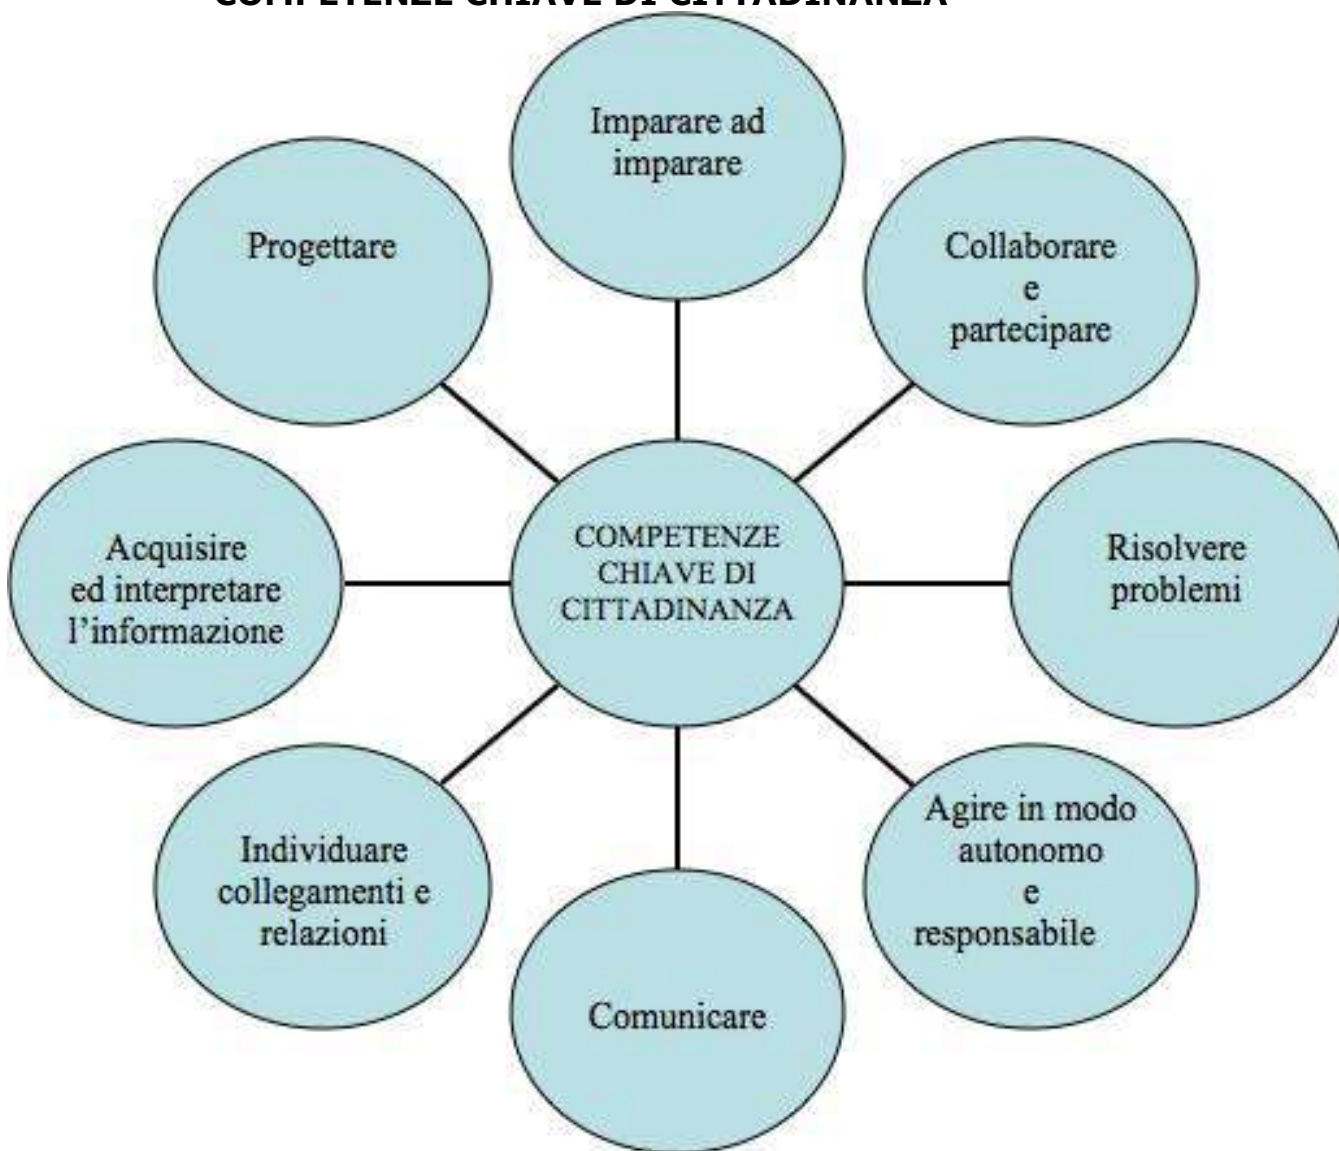 COMPETENZE CHIAVE DI CITTADINANZA
Imparare ad
imparare
Progettare
Collaborare
e
partecipare
Acquisire
ed interpretare
l'informazione
COMPETENZE
CHIAVE DI
CITTADINANZA
Risolvere
problemi
Individuare
collegamenti e
relazioni
Agire in modo
autonomo
e
responsabile
Comunicare